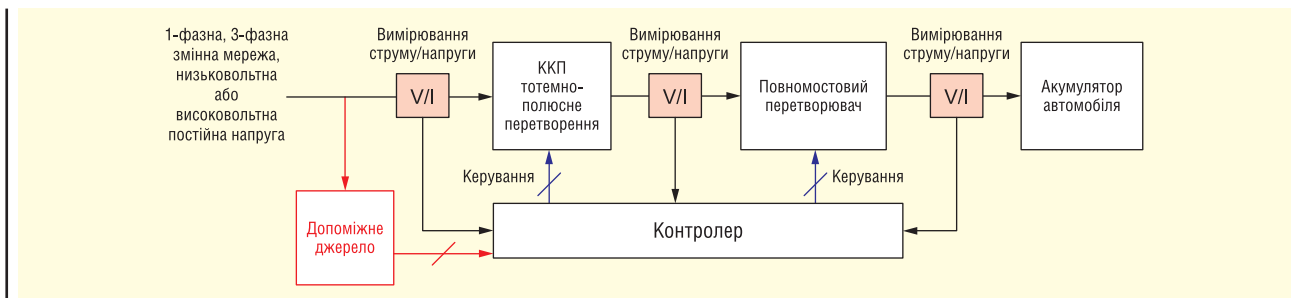 1-фазна, 3-фазна
змінна мережа,
низьковольтна
або
високовольтна
постійна напруга
Вимірювання
струму/напруги
V/I
ККП
тотемно-
полюсне
перетворення
Вимірювання
струму/напруги
V/I
Повномостовий
перетворювач
Вимірювання
струму/напруги
V/I
Акумулятор
автомобіля
Керування
Керування
Допоміжне
джерело
Контролер